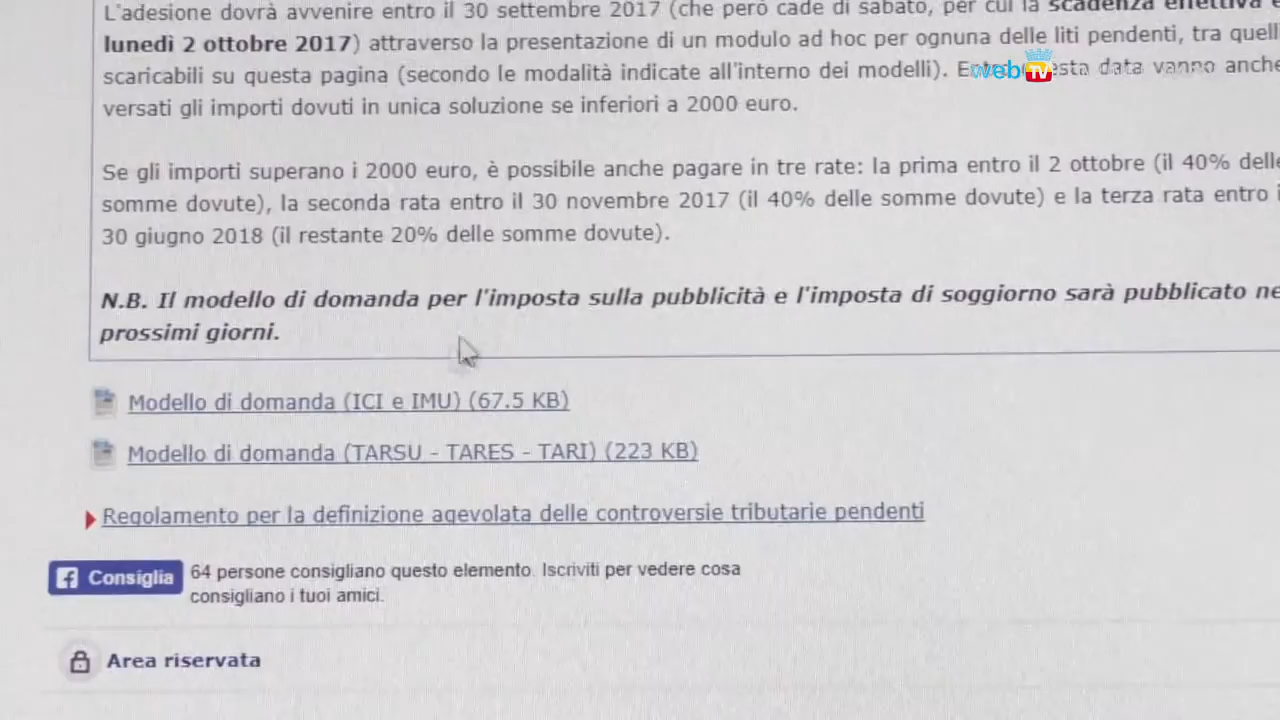 L'adesione dovrà avvenire entro il 30 settembre 2017 (che però cade di sabato, per cui la scadenza effettiva
lunedì 2 ottobre 2017) attraverso la presentazione di un modulo ad hoc per ognuna delle liti pendenti, tra
scaricabili su questa pagina (secondo le modalità indicate all'interno dei modelli). data vanno anche
versati gli importi dovuti in unica soluzione se inferiori a 2000 euro.
Se gli importi superano i 2000 euro, è possibile anche pagare in tre rate: la prima entro il 2 ottobre (il 40%
somme dovute), la seconda rata entro il 30 novembre 2017 (il 40% delle somme dovute) e la terza rata entro
30 giugno 2018 (il restante 20% delle somme dovute).
N.B. Il modello di domanda per l'imposta sulla pubblicità e l'imposta di soggiorno sarà pubblicato
prossimi giorni.
Modello di domanda (ICI e IMU) (67.5 KB)
Modello di domanda (TARSU - TARES - TARI) (223 KB)
Regolamento per la definizione agevolata delle controversie tributarie pendenti
Consiglia
64 persone consigliano questo elemento. Iscriviti per vedere cosa
consigliano i tuoi amici.
Area riservata
web TV